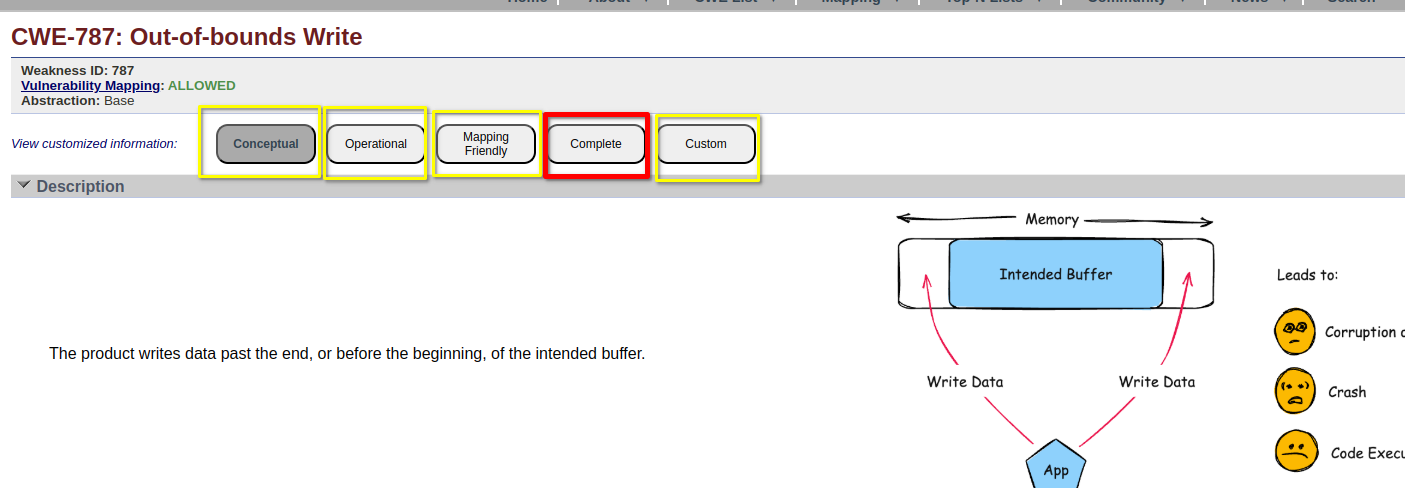 Home About CWE List Mapping Top-N Lists Community News Search
CWE-787: Out-of-bounds Write
Weakness ID: 787
Vulnerability Mapping: ALLOWED
Abstraction: Base
View customized information:
Conceptual
Operational
Mapping
Friendly
Complete
Custom
Description
Memory
Intended Buffer
Leads to:
The product writes data past the end, or before the beginning, of the intended buffer.
Corruption
Write Data
Write Data
Crash
Code
App